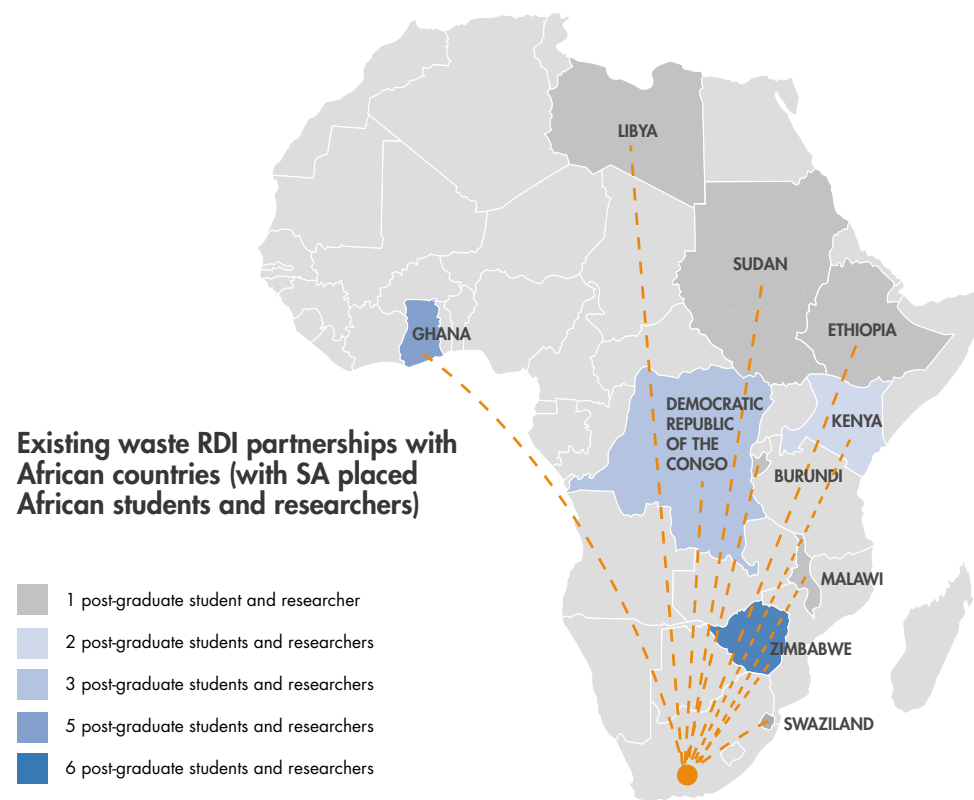 LIBYA
SUDAN
ETHIOPIA
GHANA
DEMOCRATIC
REPUBLIC
OF THE
CONGO
KENYA
BURUNDI
MALAWI
ZIMBABWE
SWAZILAND
Existing waste RDI partnerships with
African countries (with SA placed
African students and researchers)
1 post-graduate student and researcher
2 post-graduate students and researchers
3 post-graduate students and researchers
5 post-graduate students and researchers
6 post-graduate students and researchers